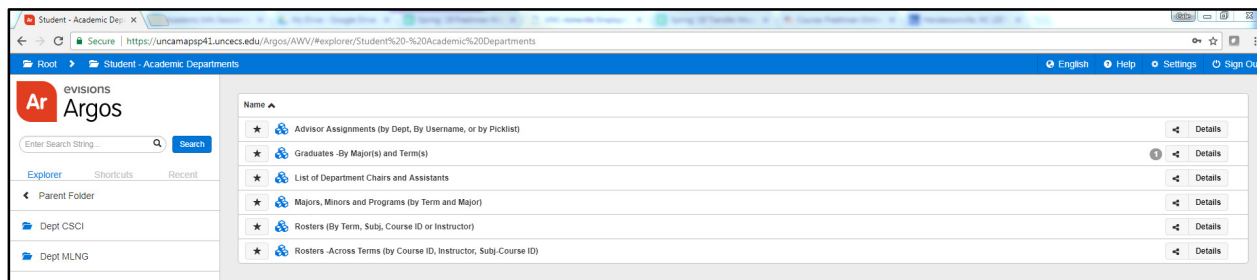 Student - Academic Dep
Secure | https://uncamapsp41.uncecs.edu/Argos/AWV/#explorer/Student%20-%20Academic%20Departments
Root Student - Academic Departments English Help Settings Sign Ou
Ar evisions Argos
Enter Search String... Search
Explorer Shortcuts Recent
Parent Folder
Dept CSCI
Dept MLNG
Name
Advisor Assignments (by Dept, By Username, or by Picklist) Details
Graduates -By Major(s) and Term(s) 1 Details
List of Department Chairs and Assistants Details
Majors, Minors and Programs (by Term and Major) Details
Rosters (By Term, Subj, Course ID or Instructor) Details
Rosters -Across Terms (by Course ID, Instructor, Subj-Course ID) Details